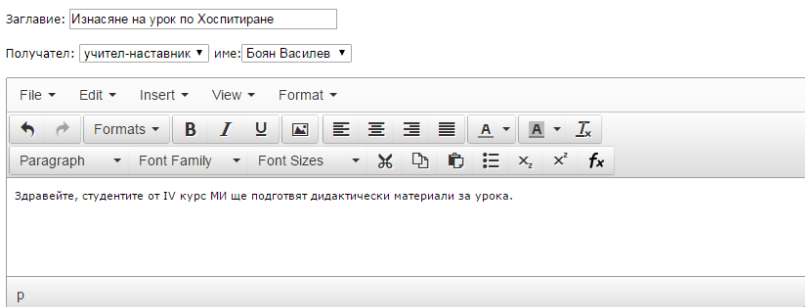 Заглавие: Изнасяне на урок по Хоспитиране
Получател: учител-наставник име: Боян Василев
File Edit Insert View Format
Formats B I U A A Tx
Paragraph Font Family Font Sizes x₂ x² fx
Здравейте, студентите от IV курс МИ ще подготвят дидактически материали за урока.
p